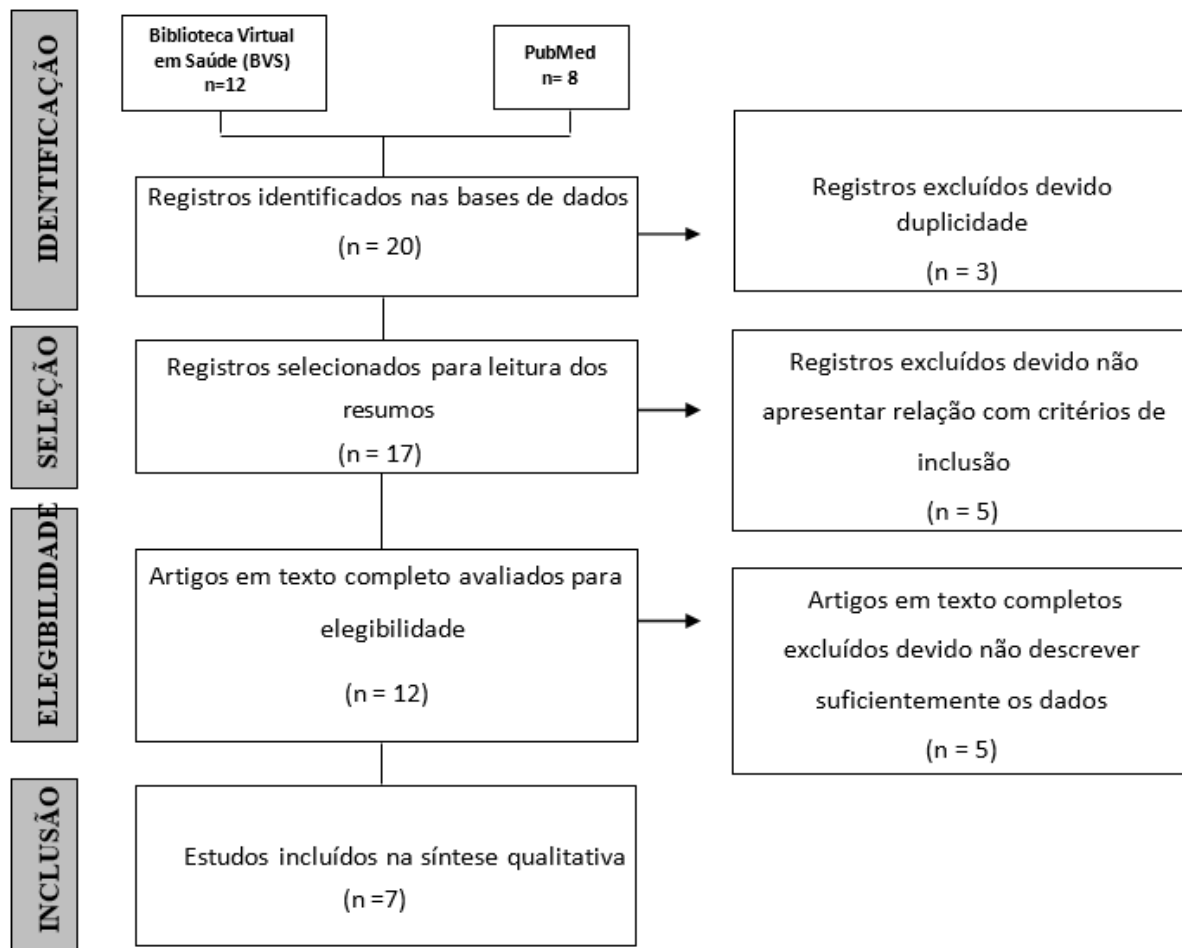 IDENTIFICAÇÃO
Biblioteca Virtual
em Saúde (BVS)
n=12
PubMed
n= 8
Registros identificados nas bases de dados
(n = 20)
Registros excluídos devido
duplicidade
(n = 3)
SELEÇÃO
Registros selecionados para leitura dos
resumos
(n = 17)
Registros excluídos devido não
apresentar relação com critérios de
inclusão
(n = 5)
ELEGIBILIDADE
Artigos em texto completo avaliados para
elegibilidade
(n = 12)
Artigos em texto completos
excluídos devido não descrever
suficientemente os dados
(n = 5)
INCLUSÃO
Estudos incluídos na síntese qualitativa
(n =7)